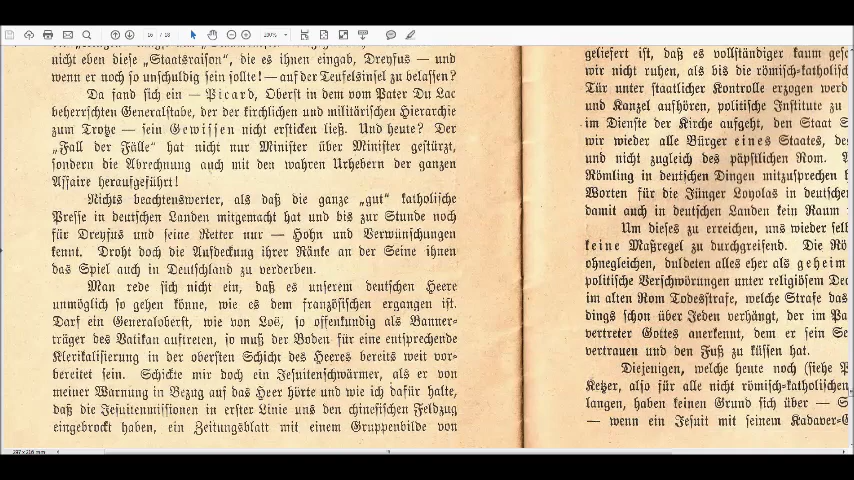 16 / 18
200%
nicht eben diese „Staatsraison“, die es ihnen eingab, Dreyfus — und
wenn er noch so unschuldig sein sollte! — auf der Teufelsinsel zu belassen?
Da fand sich ein — Picard, Oberst in dem vom Pater Du Lac
beherrschten Generalstabe, der der kirchlichen und militärischen Hierarchie
zum Trotze — sein Gewissen nicht ersticken ließ. Und heute? Der
„Fall der Fälle“ hat nicht nur Minister über Minister gestürzt,
sondern die Abrechnung auch mit den wahren Urhebern der ganzen
Affaire heraufgeführt!
Nichts beachtenswerter, als daß die ganze „gut“ katholische
Presse in deutschen Landen mitgemacht hat und bis zur Stunde noch
für Dreyfus und seine Retter nur — Hohn und Verwünschungen
kennt. Droht doch die Aufdeckung ihrer Ränke an der Seine ihnen
das Spiel auch in Deutschland zu verderben.
Man rede sich nicht ein, daß es unserem deutschen Heere
unmöglich so gehen könne, wie es dem französischen ergangen ist.
Darf ein Generaloberst, wie von Loë, so offenkundig als Banner-
träger des Vatikan auftreten, so muß der Boden für eine entsprechende
Klerikalisierung in der obersten Schicht des Heeres bereits weit vor-
bereitet sein. Schickte mir doch ein Jesuitenschwärmer, als er von
meiner Warnung in Bezug auf das Heer hörte und wie ich dafür halte,
daß die Jesuitenmissionen in erster Linie uns den chinesischen Feldzug
eingebrockt haben, ein Zeitungsblatt mit einem Gruppenbilde von
geliefert ist, daß es vollständiger kaum
wir nicht ruhen, als bis die römisch-katholisch
Tür unter staatlicher Kontrolle erzogen
und Kanzel aufhören, politische Institute zu
im Dienste der Kirche aufgeht, den Staat
wir wieder alle Bürger eines Staates,
und nicht zugleich des päpstlichen Rom.
Römling in deutschen Dingen mitzusprechen
Worten für die Jünger Loyolas in deutschen
damit auch in deutschen Landen kein Raum
Um dieses zu erreichen, uns wieder
keine Maßregel zu durchgreifend. Die
ohnegleichen, duldeten alles eher als geheim
politische Verschwörungen unter religiösem
im alten Rom Todesstrafe, welche Strafe
dings schon über Jeden verhängt, der im
vertreter Gottes anerkennt, dem er sein
vertrauen und den Fuß zu küssen hat.
Diejenigen, welche heute noch (siehe
Ketzer, also für alle nicht römisch-katholischen
langen, haben keinen Grund sich über —
— wenn ein Jesuit mit seinem Kadaver-
297 x 216 mm